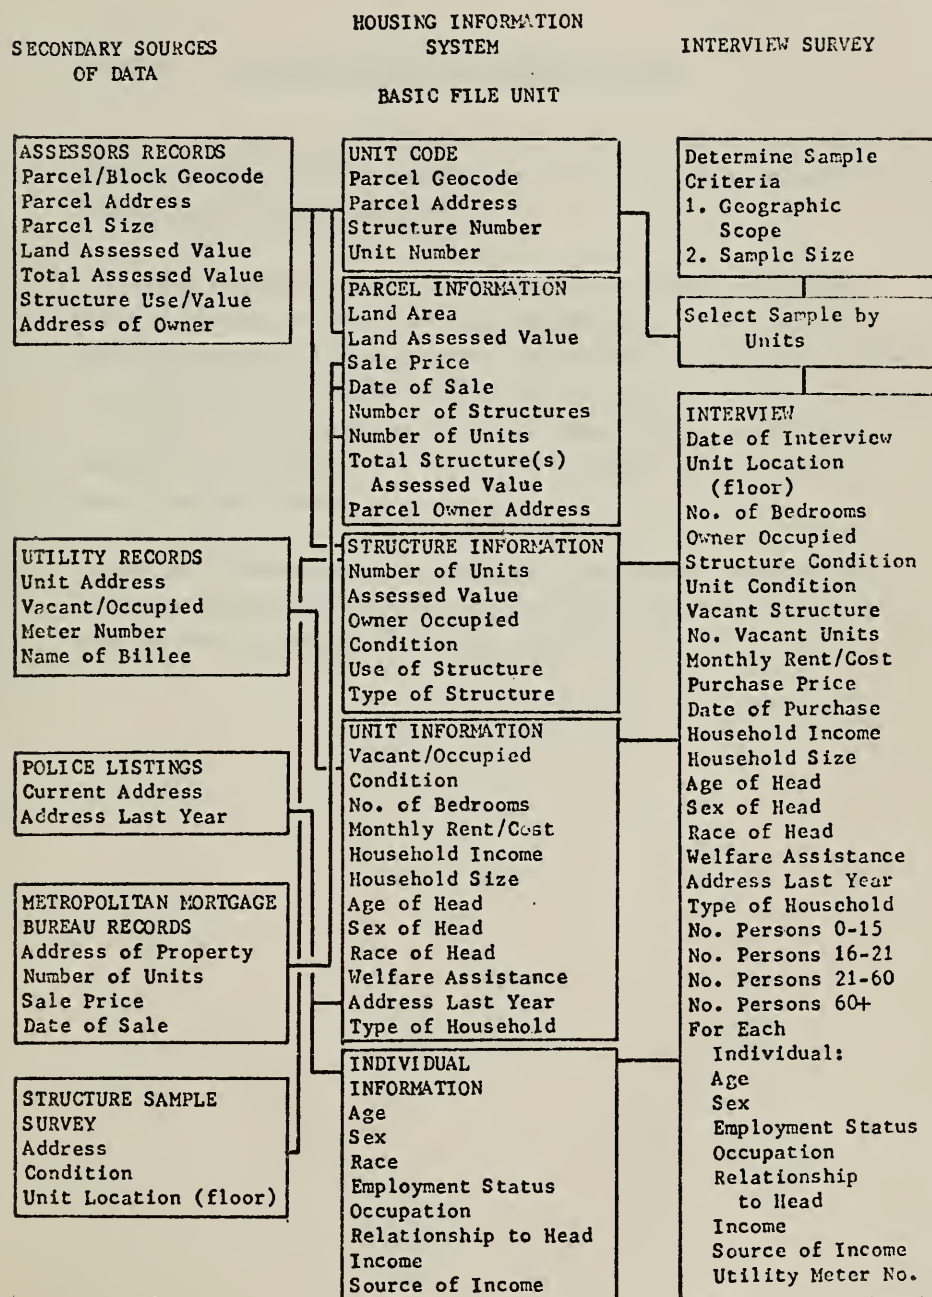 SECONDARY SOURCES
OF DATA
HOUSING INFORMATION
SYSTEM
BASIC FILE UNIT
INTERVIEW SURVEY
ASSESSORS RECORDS
Parcel/Block Geocode
Parcel Address
Parcel Size
Land Assessed Value
Total Assessed Value
Structure Use/Value
Address of Owner
UTILITY RECORDS
Unit Address
Vacant/Occupied
Meter Number
Name of Billee
POLICE LISTINGS
Current Address
Address Last Year
METROPOLITAN MORTGAGE
BUREAU RECORDS
Address of Property
Number of Units
Sale Price
Date of Sale
STRUCTURE SAMPLE
SURVEY
Address
Condition
Unit Location (floor)
UNIT CODE
Parcel Geocode
Parcel Address
Structure Number
Unit Number
PARCEL INFORMATION
Land Area
Land Assessed Value
Sale Price
Date of Sale
Number of Structures
Number of Units
Total Structure(s)
Assessed Value
Parcel Owner Address
STRUCTURE INFORMATION
Number of Units
Assessed Value
Owner Occupied
Condition
Use of Structure
Type of Structure
UNIT INFORMATION
Vacant/Occupied
Condition
No. of Bedrooms
Monthly Rent/Cost
Household Income
Household Size
Age of Head
Sex of Head
Race of Head
Welfare Assistance
Address Last Year
Type of Household
INDIVIDUAL
INFORMATION
Age
Sex
Race
Employment Status
Occupation
Relationship to Head
Income
Source of Income
Determine Sample
Criteria
1. Geographic
Scope
2. Sample Size
Select Sample by
Units
INTERVIEW
Date of Interview
Unit Location
(floor)
No. of Bedrooms
Owner Occupied
Structure Condition
Unit Condition
Vacant Structure
No. Vacant Units
Monthly Rent/Cost
Purchase Price
Date of Purchase
Household Income
Household Size
Age of Head
Sex of Head
Race of Head
Welfare Assistance
Address Last Year
Type of Household
No. Persons 0-15
No. Persons 16-21
No. Persons 21-60
No. Persons 60+
For Each
Individual:
Age
Sex
Employment Status
Occupation
Relationship
to Head
Income
Source of Income
Utility Meter No.